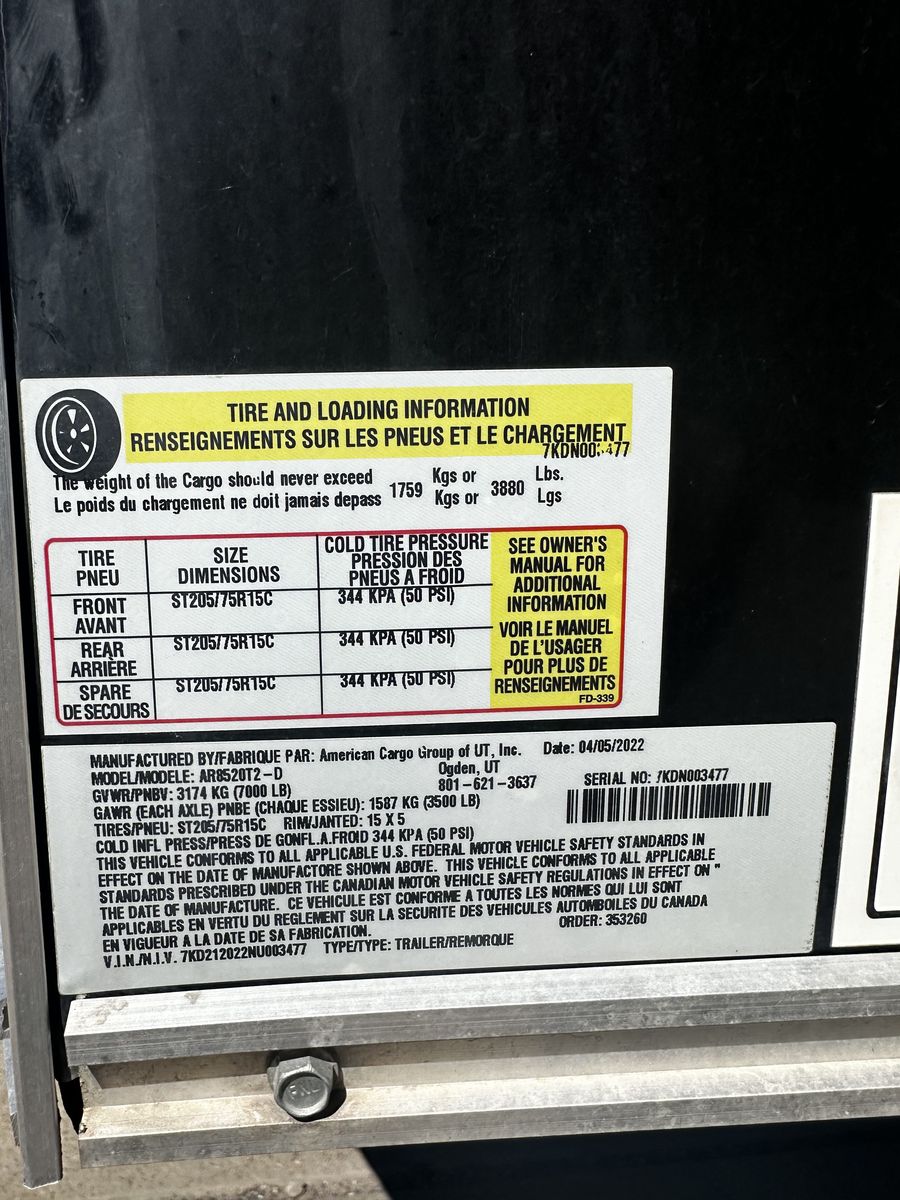 TIRE AND LOADING INFORMATION
RENSEIGNEMENTS SUR LES PNEUS ET LE CHARGEMENT
7KDN003477
The weight of the Cargo should never exceed
Le poids du chargement ne doit jamais depass
1759 Kgs or 3880 Lbs.
Kgs or Lgs
TIRE PNEU
SIZE DIMENSIONS
COLD TIRE PRESSURE
PRESSION DES
PNEUS A FROID
FRONT AVANT
ST205/75R15C
344 KPA (50 PSI)
REAR ARRIÈRE
ST205/75R15C
344 KPA (50 PSI)
SPARE DE SECOURS
ST205/75R15C
344 KPA (50 PSI)
SEE OWNER'S
MANUAL FOR
ADDITIONAL
INFORMATION
VOIR LE MANUEL
DE L'USAGER
POUR PLUS DE
RENSEIGNEMENTS
FD-339
MANUFACTURED BY/FABRIQUE PAR: American Cargo Group of UT, Inc. Date: 04/05/2022
MODEL/MODELE: AR8520T2-D Ogden, UT
GVWR/PNBV: 3174 KG (7000 LB) 801-621-3637 SERIAL NO: 7KDN003477
GAWR (EACH AXLE) PNBE (CHAQUE ESSIEU): 1587 KG (3500 LB)
TIRES/PNEU: ST205/75R15C RIM/JANTED: 15 X 5
COLD INFL PRESS/PRESS DE GONFL.A.FROID 344 KPA (50 PSI)
THIS VEHICLE CONFORMS TO ALL APPLICABLE U.S. FEDERAL MOTOR VEHICLE SAFETY STANDARDS IN
EFFECT ON THE DATE OF MANUFACTORE SHOWN ABOVE. THIS VEHICLE CONFORMS TO ALL APPLICABLE
STANDARDS PRESCRIBED UNDER THE CANADIAN MOTOR VEHICLE SAFETY REGULATIONS IN EFFECT ON "
THE DATE OF MANUFACTURE. CE VEHICULE EST CONFORME A TOUTES LES NORMES QUI LUI SONT
APPLICABLES EN VERTU DU REGLEMENT SUR LA SECURITE DES VEHICULES AUTOMBOILES DU CANADA
EN VIGUEUR A LA DATE DE SA FABRICATION. ORDER: 353260
V.I.N./N.I.V. 7KD212022NU003477 TYPE/TYPE: TRAILER/REMORQUE